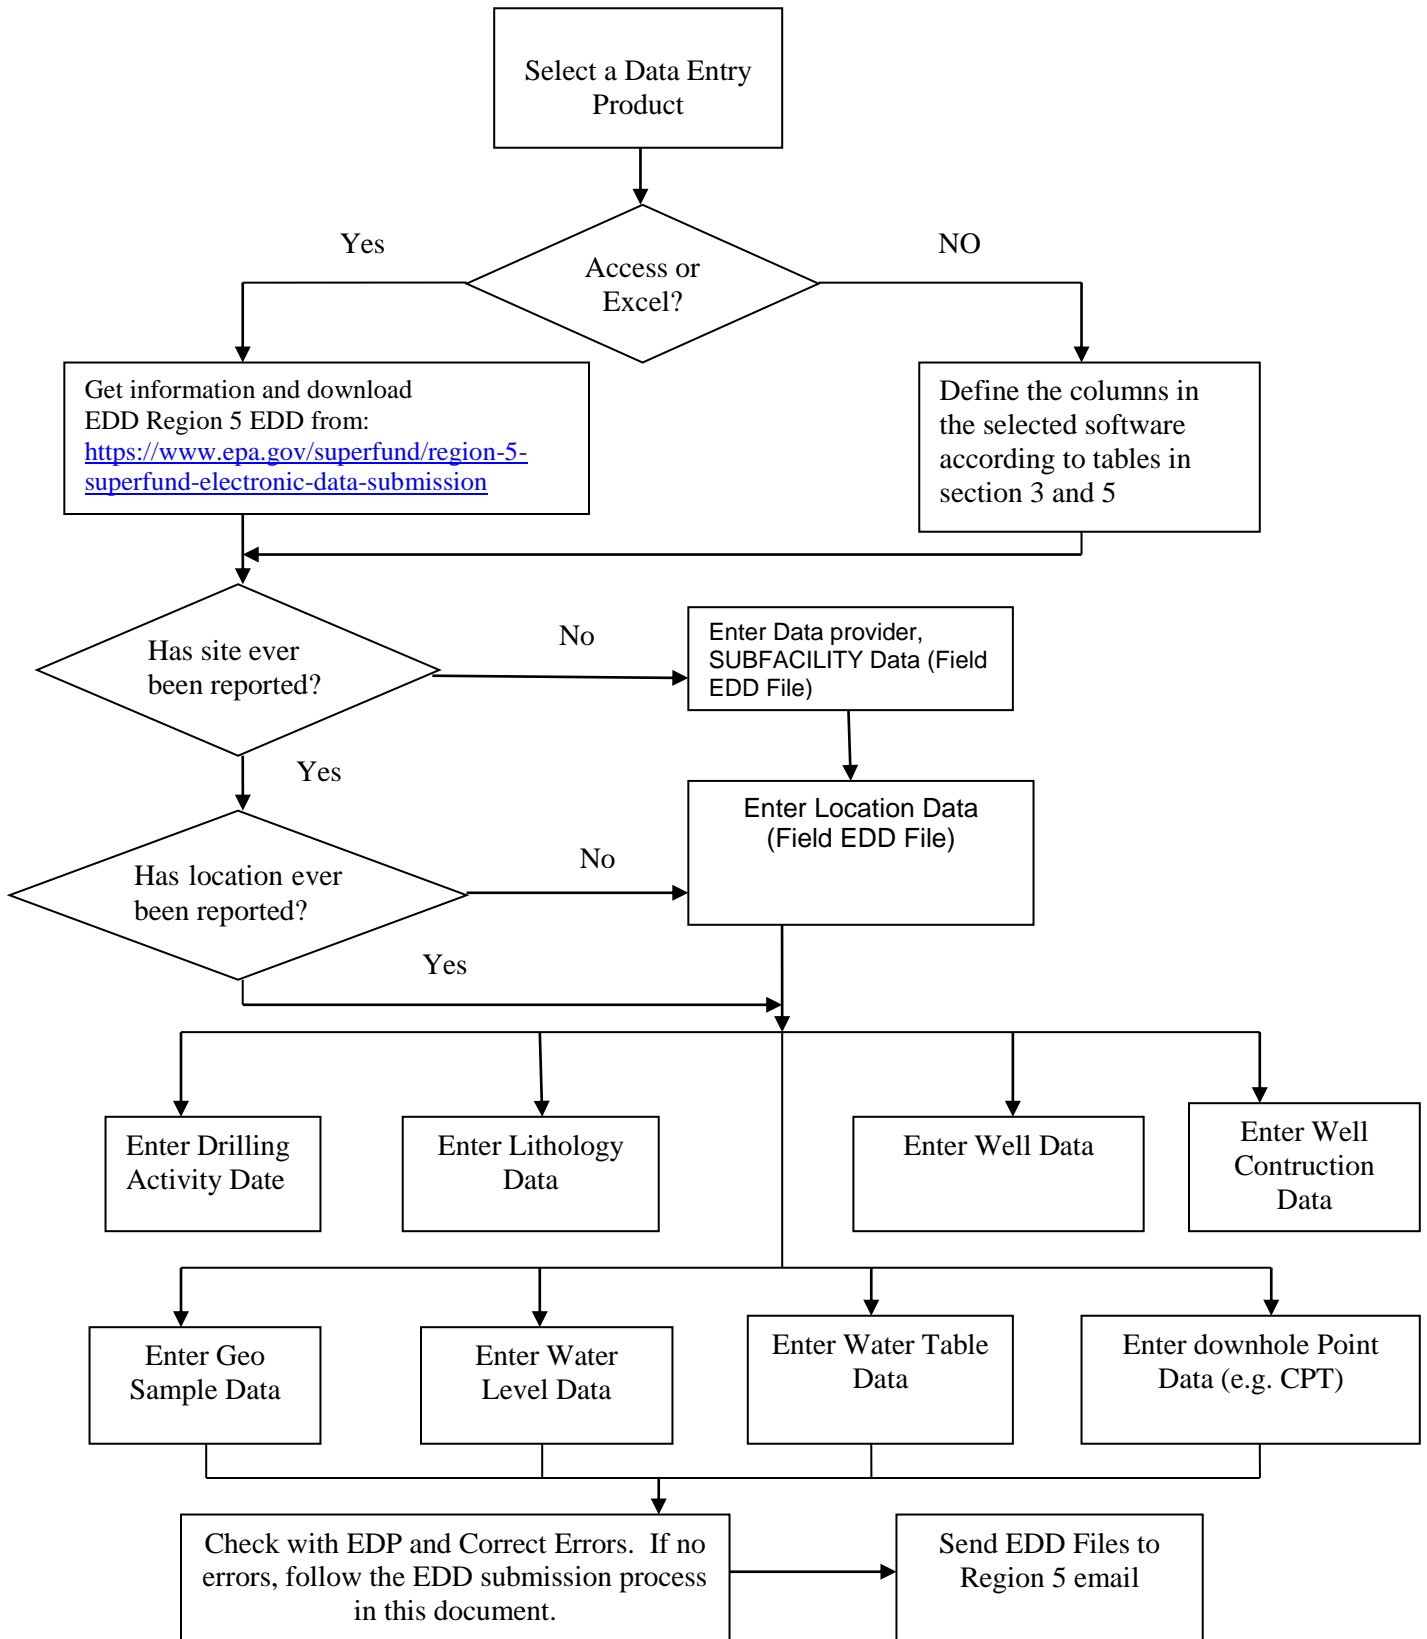 Select a Data Entry
Product
Yes
NO
Access or
Excel?
Get information and download
EDD Region 5 EDD from:
https://www.epa.gov/superfund/region-5-
superfund-electronic-data-submission
Define the columns in
the selected software
according to tables in
section 3 and 5
Has site ever
been reported?
No
Enter Data provider,
SUBFACILITY Data (Field
EDD File)
Yes
Enter Location Data
(Field EDD File)
Has location ever
been reported?
No
Yes
Enter Drilling
Activity Date
Enter Lithology
Data
Enter Well Data
Enter Well
Contruction
Data
Enter Geo
Sample Data
Enter Water
Level Data
Enter Water Table
Data
Enter downhole Point
Data (e.g. CPT)
Check with EDP and Correct Errors.  If no
errors, follow the EDD submission process
in this document.
Send EDD Files to
Region 5 email